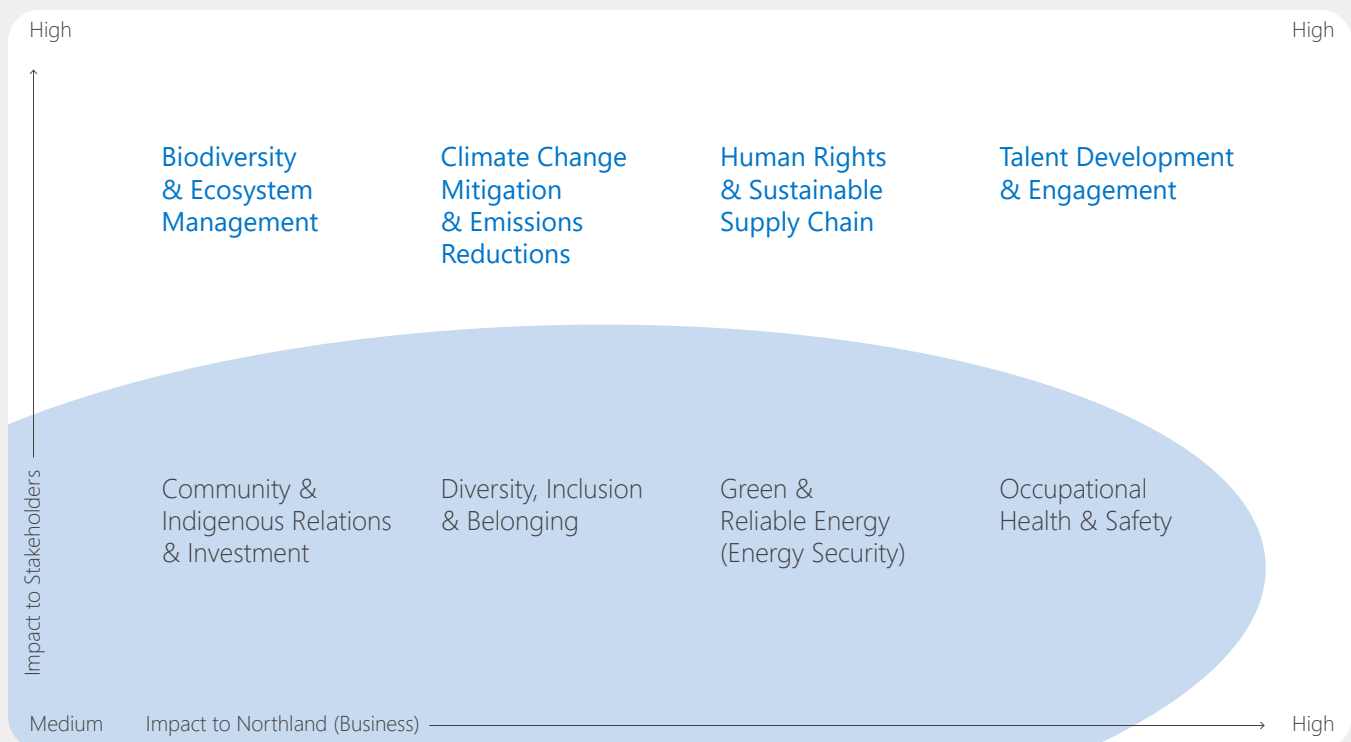 High
High
Biodiversity
& Ecosystem
Management
Climate Change
Mitigation
& Emissions
Reductions
Human Rights
& Sustainable
Supply Chain
Talent Development
& Engagement
Community &
Indigenous Relations
& Investment
Diversity, Inclusion
& Belonging
Green &
Reliable Energy
(Energy Security)
Occupational
Health & Safety
Impact to Stakeholders
Medium
Impact to Northland (Business)
High